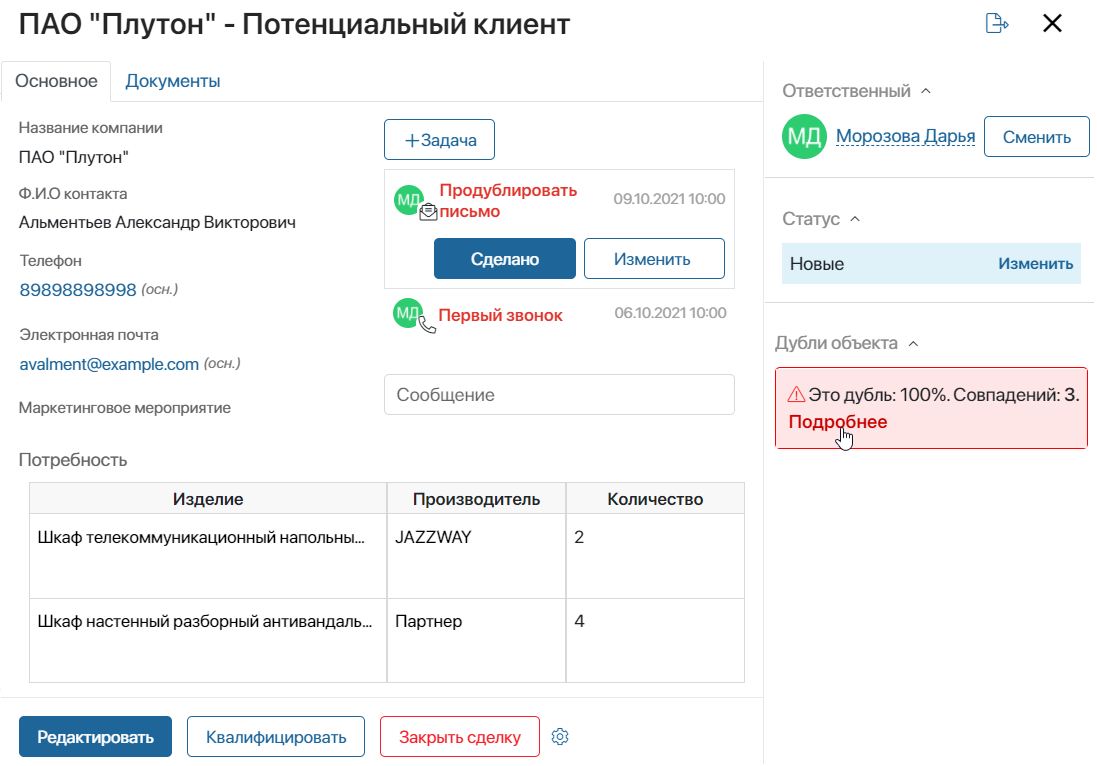 ПАО "Плутон" - Потенциальный клиент
Основное
Документы
Название компании
ПАО "Плутон"
Ф.И.О контакта
Альментьев Александр Викторович
Телефон
89898898998 (осн.)
Электронная почта
avalment@example.com (осн.)
Маркетинговое мероприятие
+Задача
МД
Продублировать
письмо
09.10.2021 10:00
Сделано
Изменить
МД
Первый звонок
06.10.2021 10:00
Сообщение
Потребность
Изделие Производитель Количество
Шкаф телекоммуникационный напольны... JAZZWAY 2
Шкаф настенный разборный антивандаль... Партнер 4
Редактировать
Квалифицировать
Закрыть сделку
Ответственный
МД
Морозова Дарья
Сменить
Статус
Новые
Изменить
Дубли объекта
Это дубль: 100%. Совпадений: 3.
Подробнее